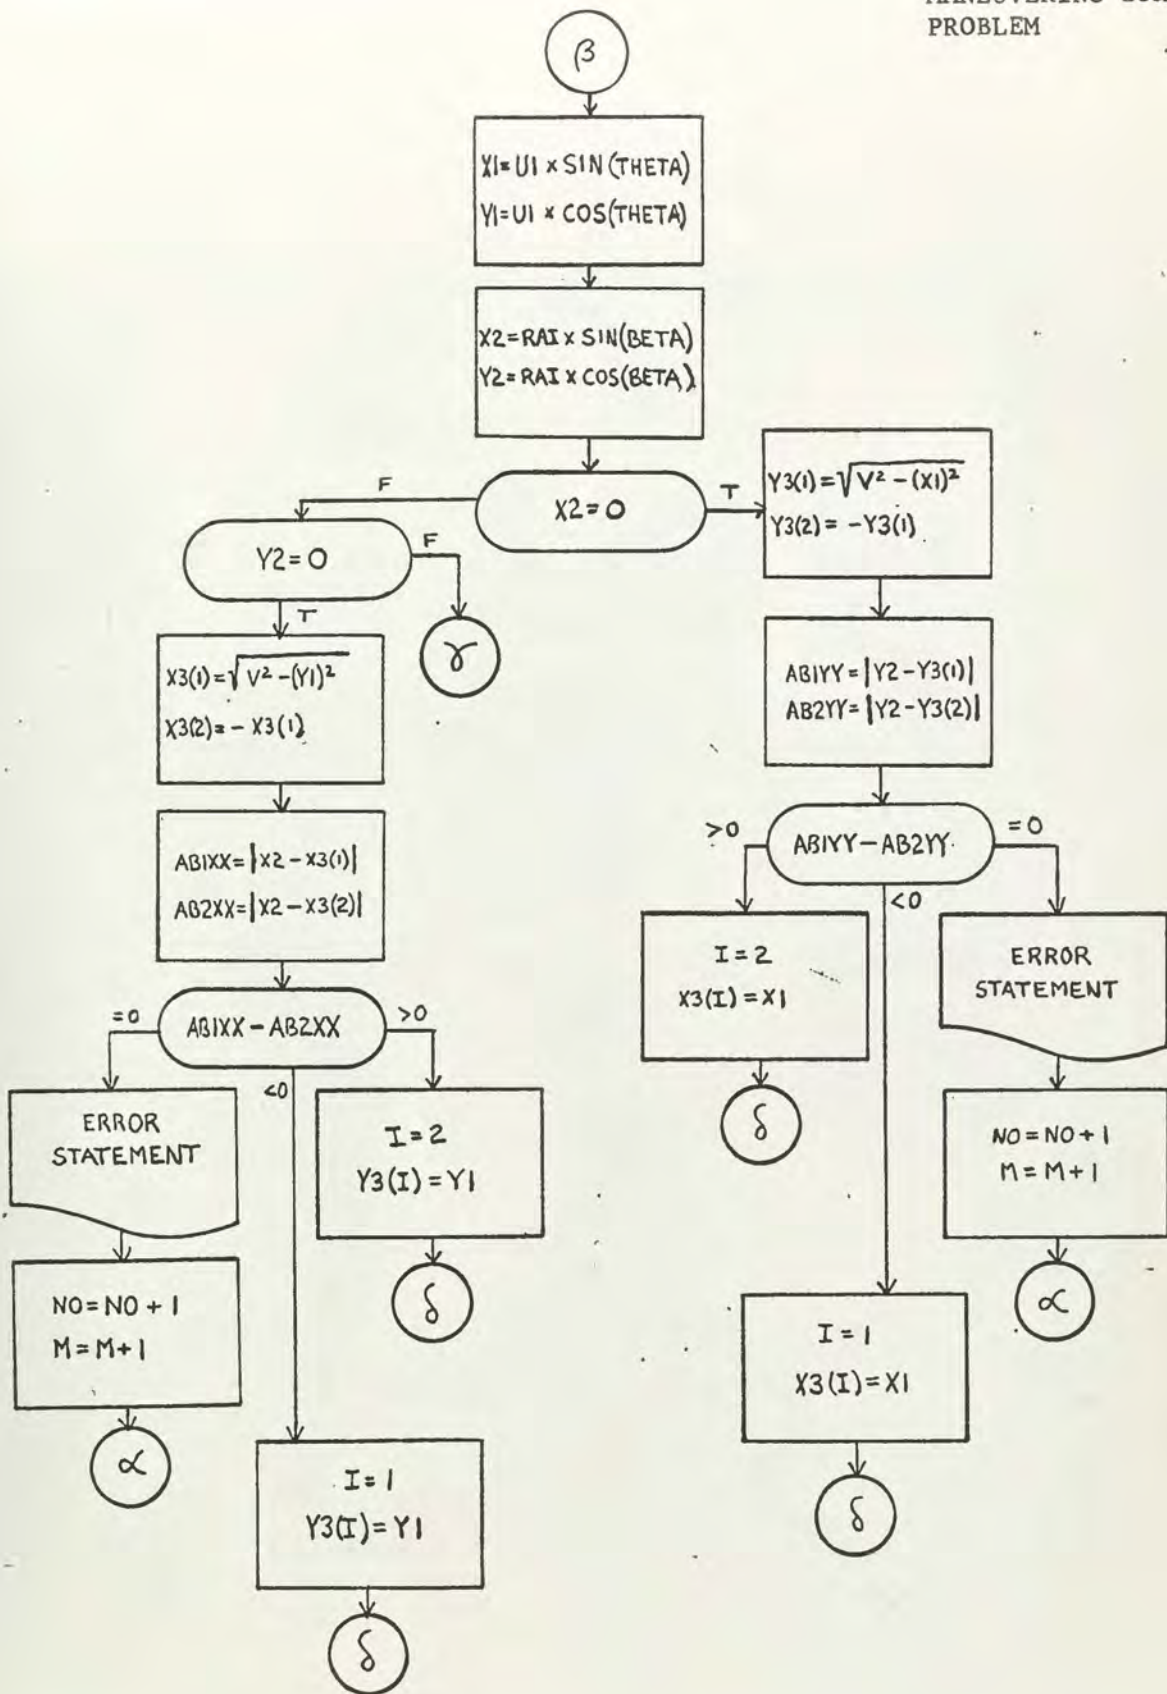 PROBLEM
β
X1=U1 × SIN(THETA)
Y1=U1 × COS(THETA)
X2=RAI × SIN(BETA)
Y2=RAI × COS(BETA)
X2=0
F
T
Y3(1)=√V² - (X1)²
Y3(2) = -Y3(1)
Y2=0
F
T
γ
X3(1)=√V² - (Y1)²
X3(2) = - X3(1)
AB1YY=|Y2-Y3(1)|
AB2YY=|Y2-Y3(2)|
AB1XX=|X2-X3(1)|
AB2XX=|X2-X3(2)|
AB1YY-AB2YY
>0
=0
<0
I=2
X3(I)=X1
δ
ERROR
STATEMENT
NO=NO+1
M=M+1
α
AB1XX-AB2XX
=0
>0
<0
ERROR
STATEMENT
NO=NO+1
M=M+1
α
I=2
Y3(I)=Y1
δ
I=1
X3(I)=X1
δ
I=1
Y3(I)=Y1
δ